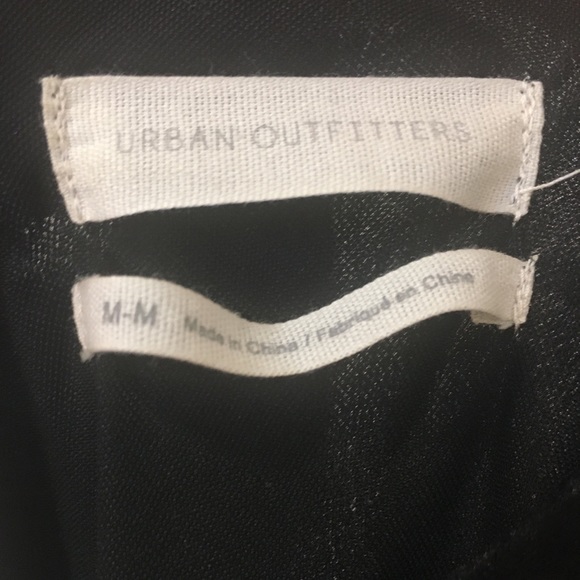 URBAN OUTFITTERS
M-M Made in China / Fabriqué en Chine